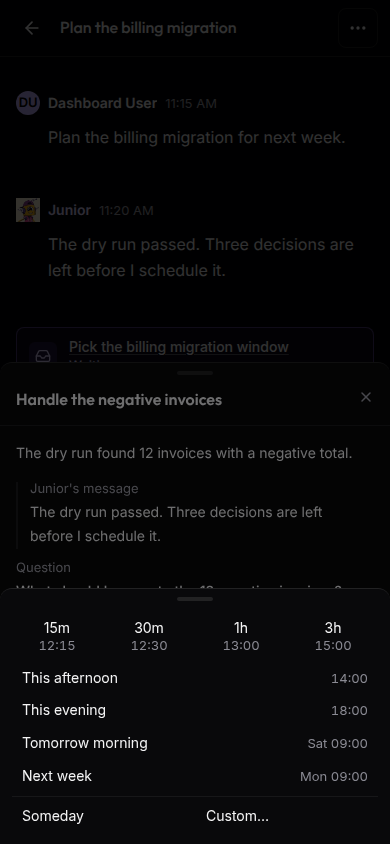 Plan the billing migration
DU Dashboard User 11:15 AM
Plan the billing migration for next week.
Junior 11:20 AM
The dry run passed. Three decisions are
left before I schedule it.
Pick the billing migration window
Handle the negative invoices
The dry run found 12 invoices with a negative total.
Junior's message
The dry run passed. Three decisions are left
before I schedule it.
Question
15m 30m 1h 3h
12:15 12:30 13:00 15:00
This afternoon 14:00
This evening 18:00
Tomorrow morning Sat 09:00
Next week Mon 09:00
Someday Custom...